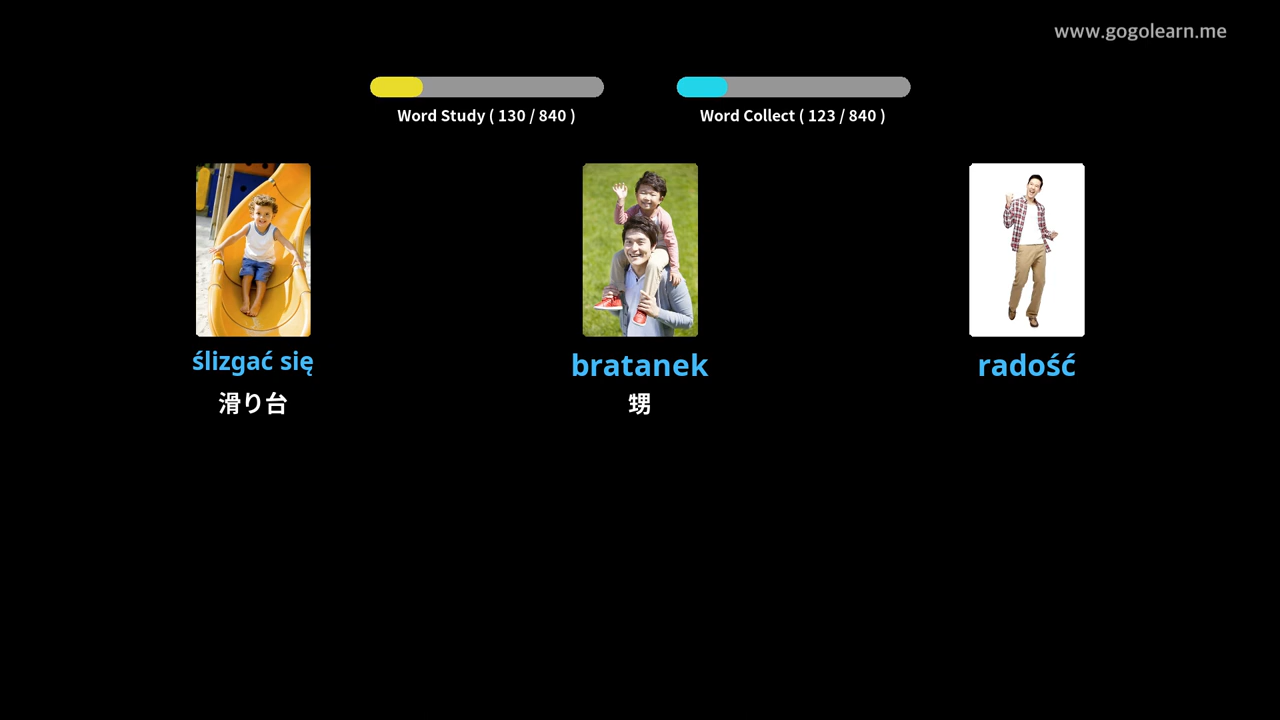 www.gogolearn.me
Word Study ( 130 / 840 )
Word Collect ( 123 / 840 )
ślizgać się
滑り台
bratanek
甥
radość